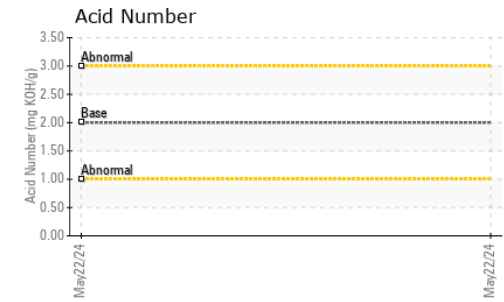 Acid Number
3.50
Abnormal
3.00
2.50
Base
2.00
1.50
Abnormal
1.00
0.50
0.00
Acid Number (mg KOH/g)
May22/24
May22/24